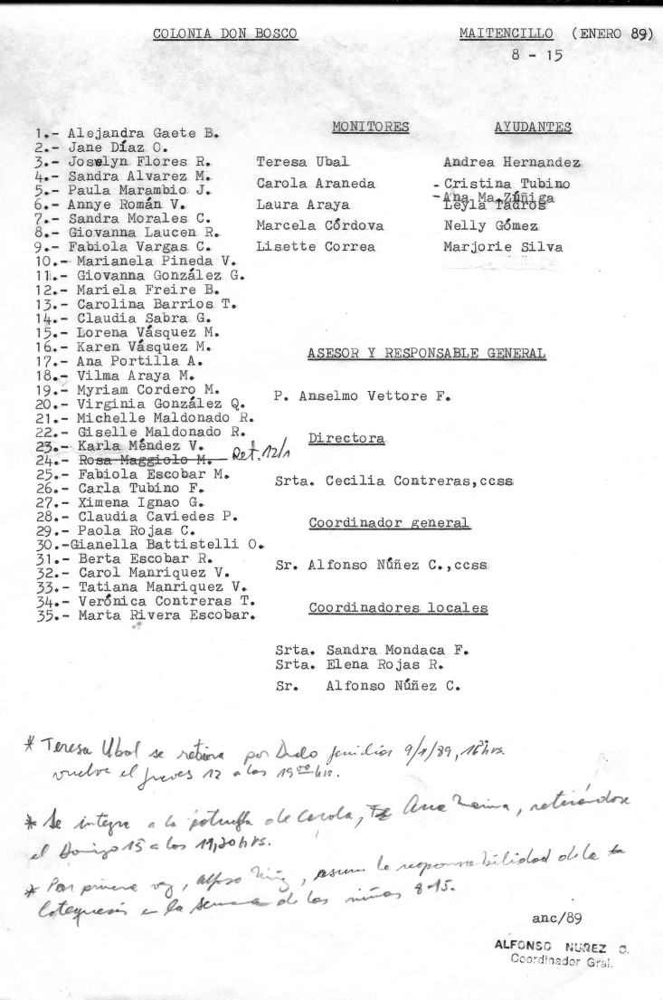 COLONIA DON BOSCO
MAITENCILLO (ENERO 89)
8 - 15
1.- Alejandra Gaete B.
2.- Jane Díaz O.
3.- Joselyn Flores R.
4.- Sandra Alvarez M.
5.- Paula Marambio J.
6.- Annye Román V.
7.- Sandra Morales C.
8.- Giovanna Laucen R.
9.- Fabiola Vargas C.
10.- Marianela Pineda V.
11.- Giovanna González G.
12.- Mariela Freire B.
13.- Carolina Barrios T.
14.- Claudia Sabra G.
15.- Lorena Vásquez M.
16.- Karen Vásquez M.
17.- Ana Portilla A.
18.- Vilma Araya M.
19.- Myriam Cordero M.
20.- Virginia González Q.
21.- Michelle Maldonado R.
22.- Giselle Maldonado R.
23.- Karla Méndez V.
24.- Rosa Maggiolo M. Ret. 12/1
25.- Fabiola Escobar M.
26.- Carla Tubino F.
27.- Ximena Ignao G.
28.- Claudia Caviedes P.
29.- Paola Rojas C.
30.-Gianella Battistelli O.
31.- Berta Escobar R.
32.- Carol Manriquez V.
33.- Tatiana Manriquez V.
34.- Verónica Contreras T.
35.- Marta Rivera Escobar.
MONITORES
Teresa Ubal
Carola Araneda
Laura Araya
Marcela Córdova
Lisette Correa
AYUDANTES
Andrea Hernandez
- Cristina Tubino
- Ana Ma. Zúñiga
Leyla Tadros
Nelly Gómez
Marjorie Silva
ASESOR Y RESPONSABLE GENERAL
P. Anselmo Vettore F.
Directora
Srta. Cecilia Contreras,ccss
Coordinador general
Sr. Alfonso Núñez C.,ccss
Coordinadores locales
Srta. Sandra Mondaca F.
Srta. Elena Rojas R.
Sr. Alfonso Núñez C.
* Teresa Ubal se retira por Duelo familiar 9/1/89, 16 hrs.
vuelve el jueves 12 a las 19 00 hrs.
* Se integra a la patrulla de Carola, Ana Maria, retirándose
el Domingo 15 a las 11,30 hrs.
* Por primera vez, Alfonso Núñez, asume la responsabilidad de la
Catequesis en la semana de las niñas 8-15.
anc/89
ALFONSO NUÑEZ C.
Coordinador Gral.